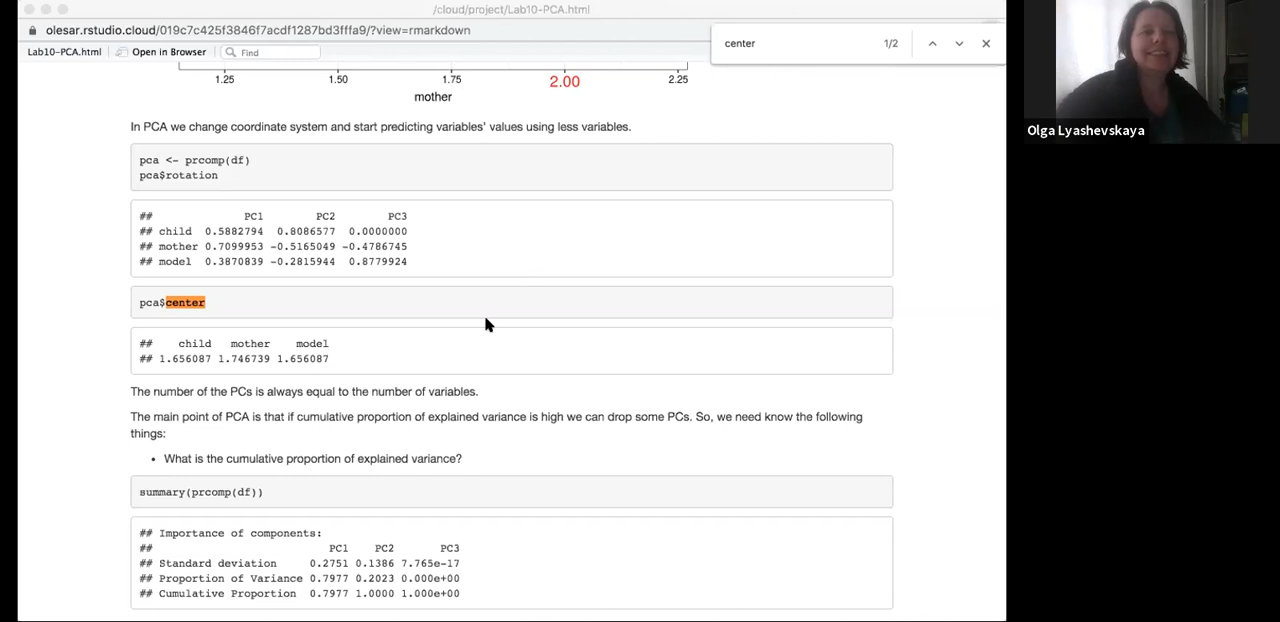 /cloud/project/Lab10-PCA.html
olesar.rstudio.cloud/019c7c425f3846f7acdf1287bd3fffa9/?view=rmarkdown
Lab10-PCA.html Open in Browser Find
center 1/2
1.25 1.50 1.75 2.00 2.25
mother
In PCA we change coordinate system and start predicting variables' values using less variables.
pca <- prcomp(df)
pca$rotation
## PC1 PC2 PC3
## child 0.5882794 0.8086577 0.0000000
## mother 0.7099953 -0.5165049 -0.4786745
## model 0.3870839 -0.2815944 0.8779924
pca$center
## child mother model
## 1.656087 1.746739 1.656087
The number of the PCs is always equal to the number of variables.
The main point of PCA is that if cumulative proportion of explained variance is high we can drop some PCs. So, we need know the following
things:
• What is the cumulative proportion of explained variance?
summary(prcomp(df))
## Importance of components:
## PC1 PC2 PC3
## Standard deviation 0.2751 0.1386 7.765e-17
## Proportion of Variance 0.7977 0.2023 0.000e+00
## Cumulative Proportion 0.7977 1.0000 1.000e+00
Olga Lyashevskaya